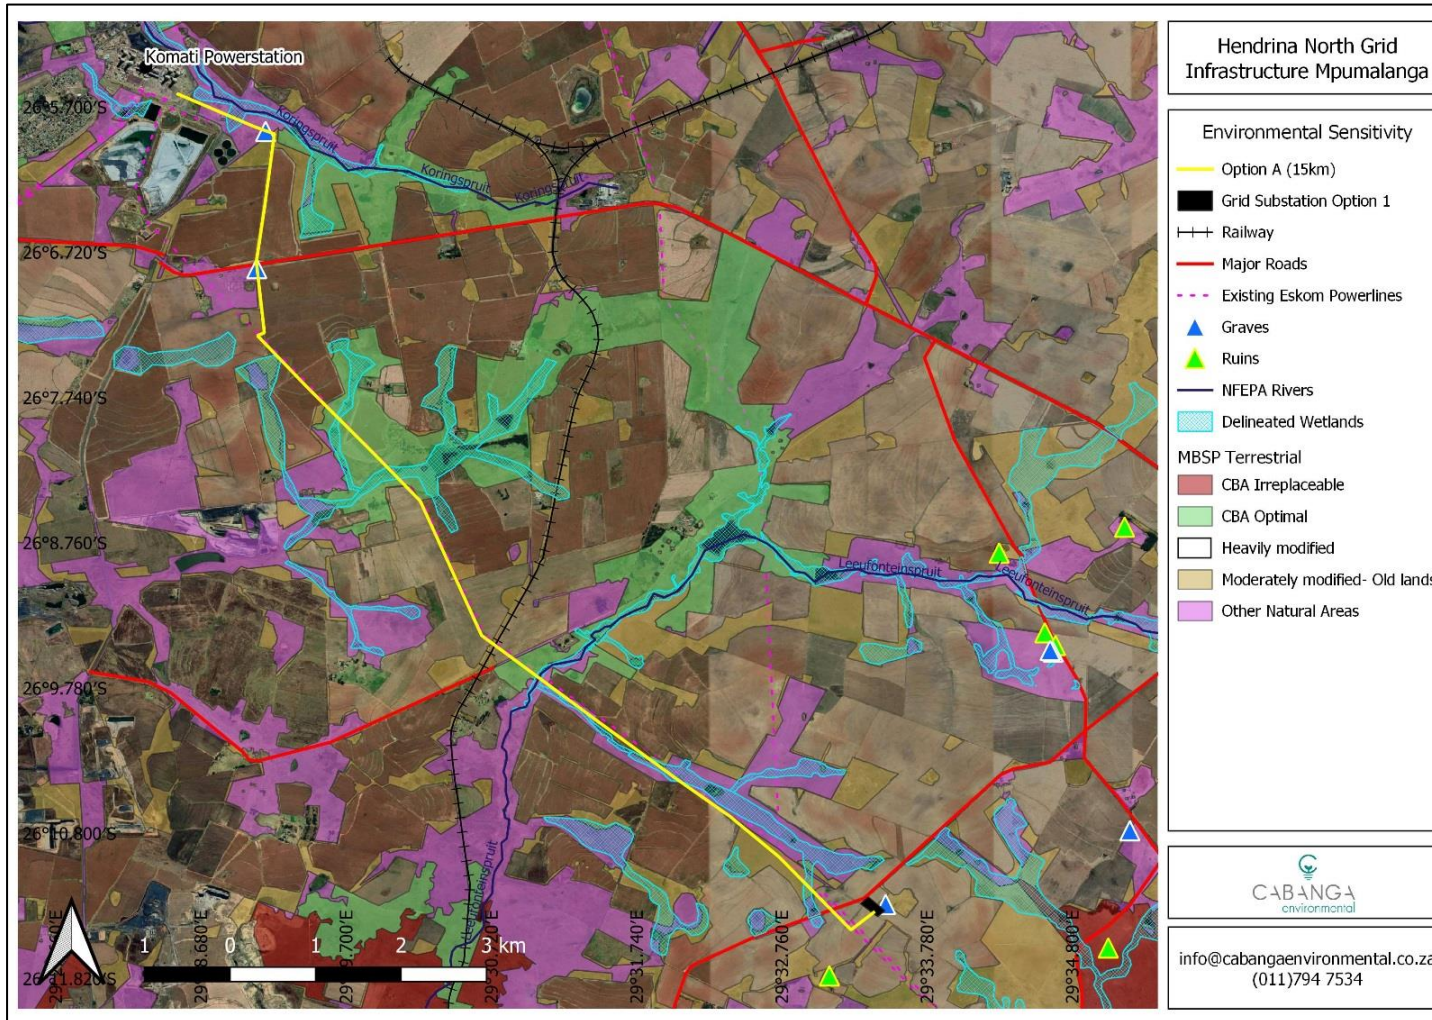 Komati Powerstation
Hendrina North Grid
Infrastructure Mpumalanga
26°5.700'S
26°6.720'S
26°7.740'S
26°8.760'S
26°9.780'S
26°10.800'S
26°11.820'S
Koringspruit
Koringspruit
Koringspruit
Leeufonteinspruit
Leeufonteinspruit
Leeufonteinspruit
29°31.740'E
29°32.760'E
29°33.780'E
29°34.800'E
1 0 1 2 3 km
Environmental Sensitivity
Option A (15km)
Grid Substation Option 1
Railway
Major Roads
Existing Eskom Powerlines
Graves
Ruins
NFEPA Rivers
Delineated Wetlands
MBSP Terrestrial
CBA Irreplaceable
CBA Optimal
Heavily modified
Moderately modified- Old lands
Other Natural Areas
CABANGA
environmental
info@cabangaenvironmental.co.za
(011)794 7534